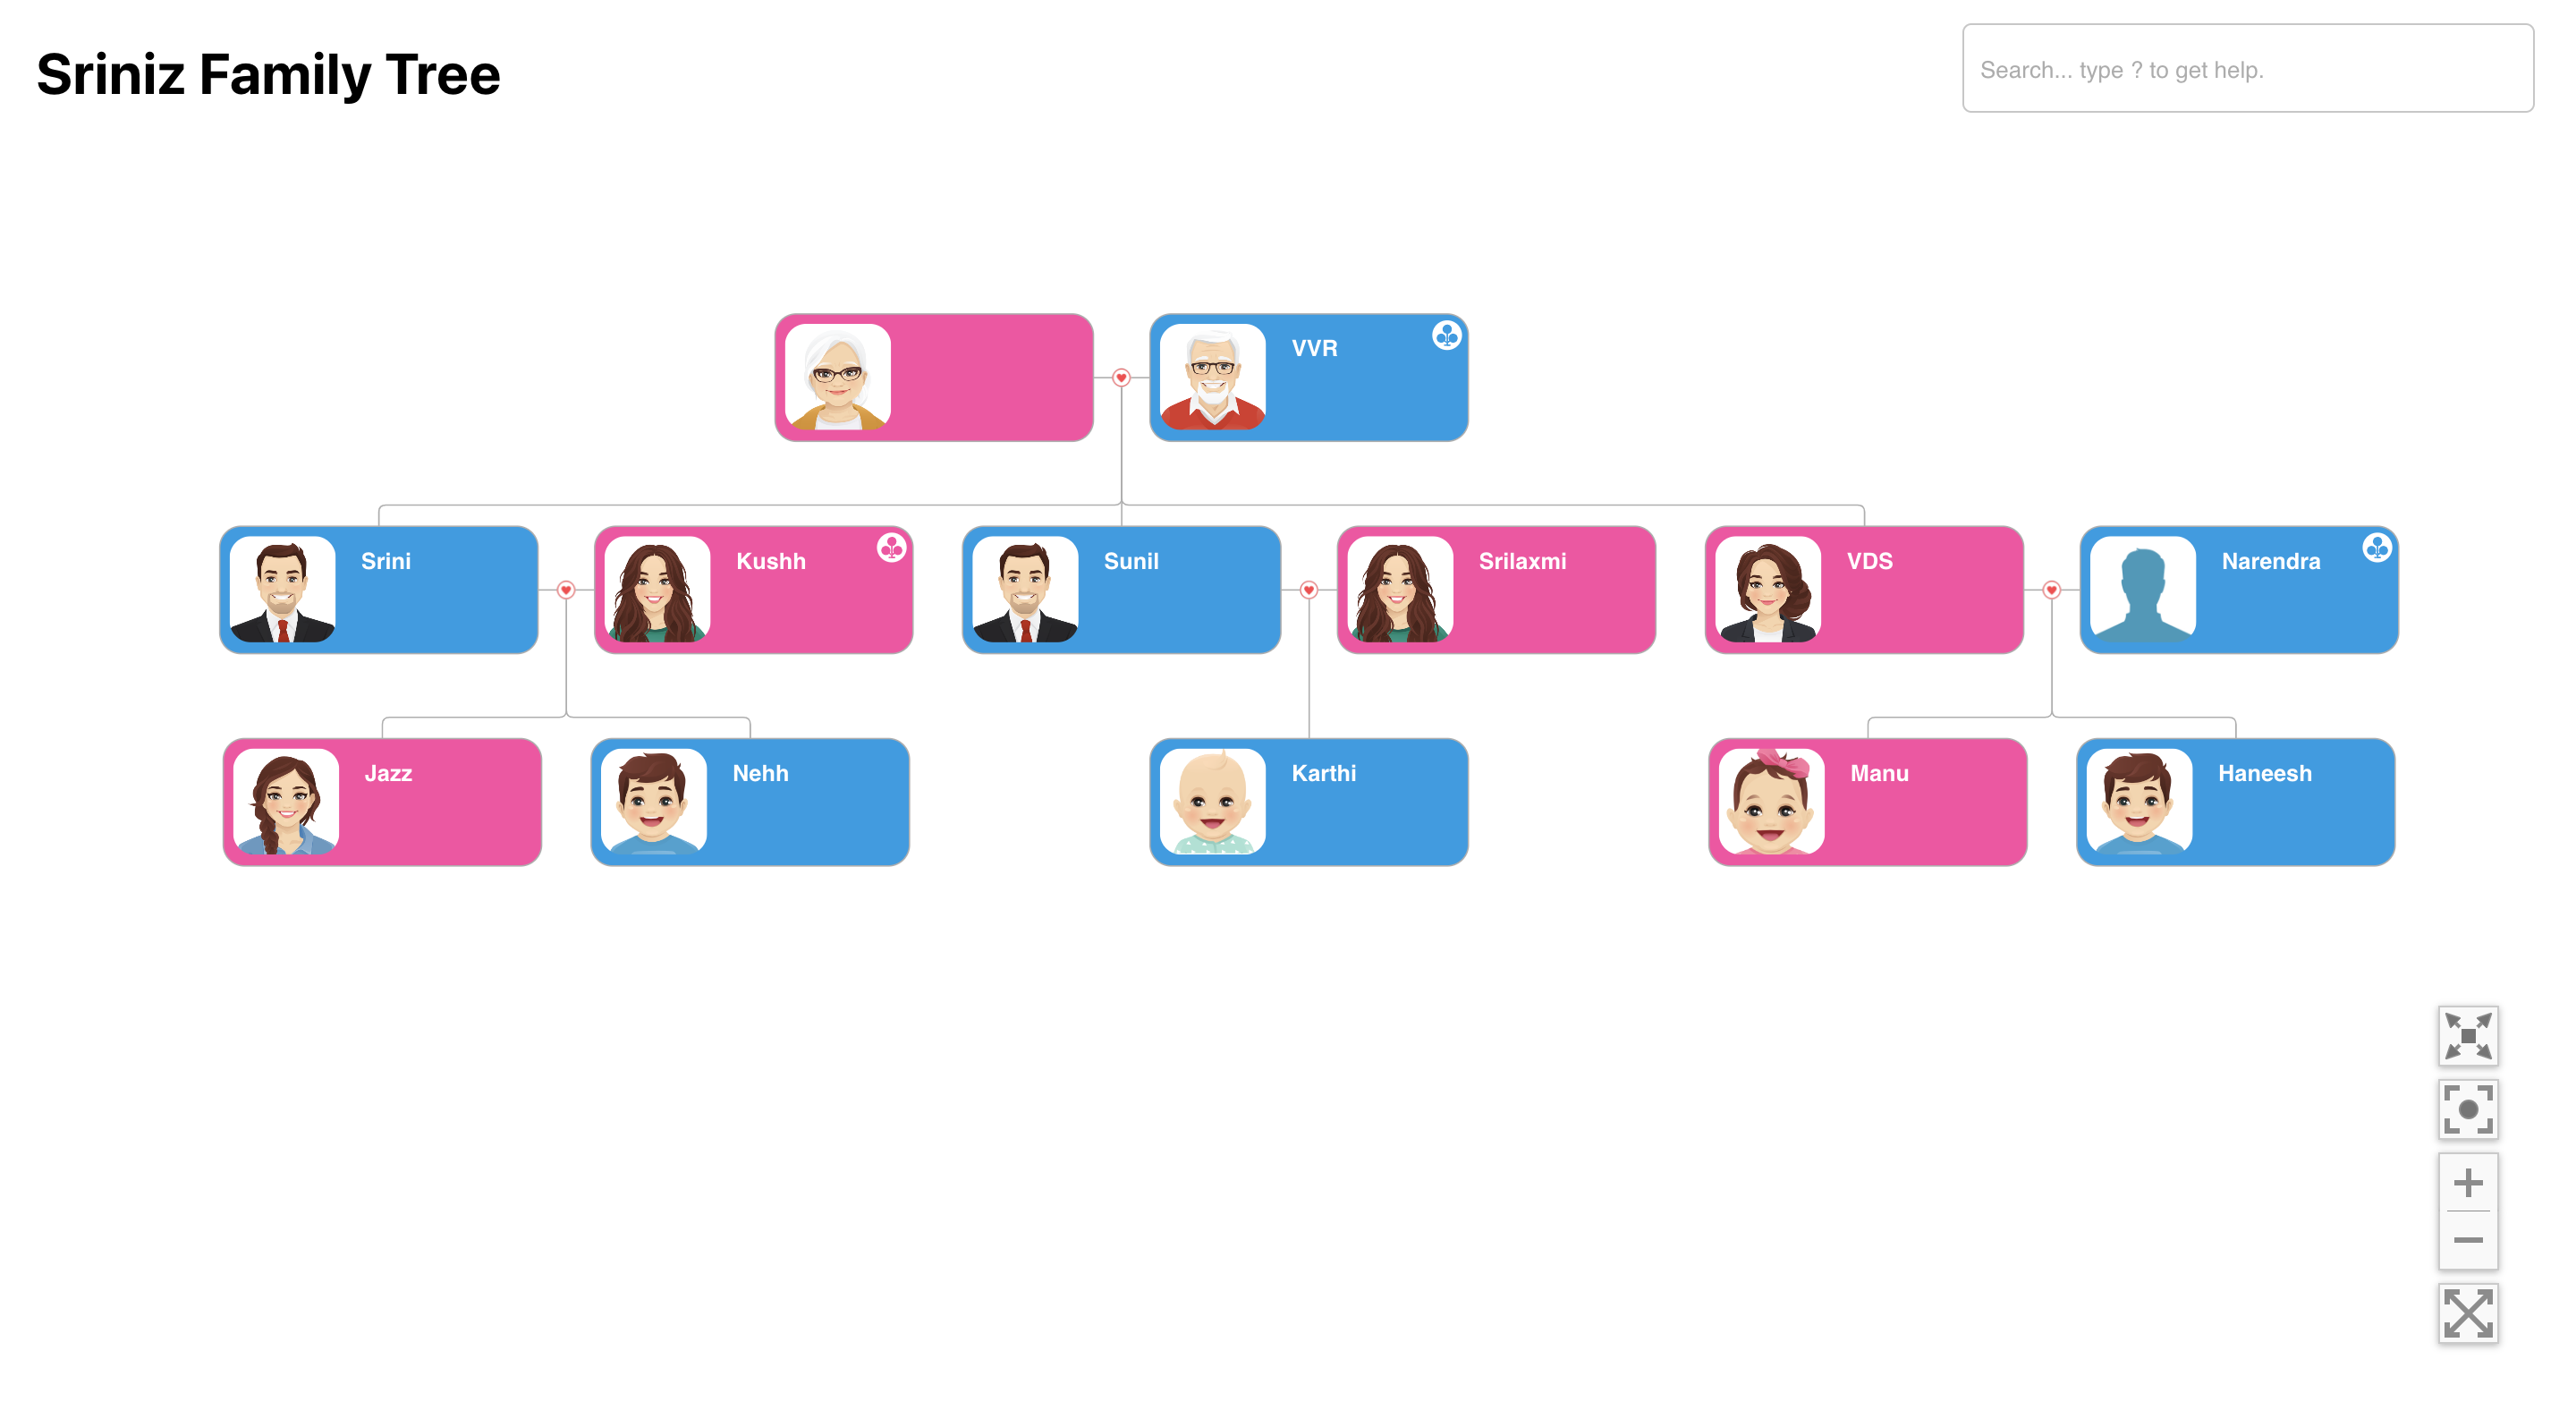 Sriniz Family Tree
Search... type ? to get help.
VVR
Srini
Kushh
Sunil
Srilaxmi
VDS
Narendra
Jazz
Nehh
Karthi
Manu
Haneesh